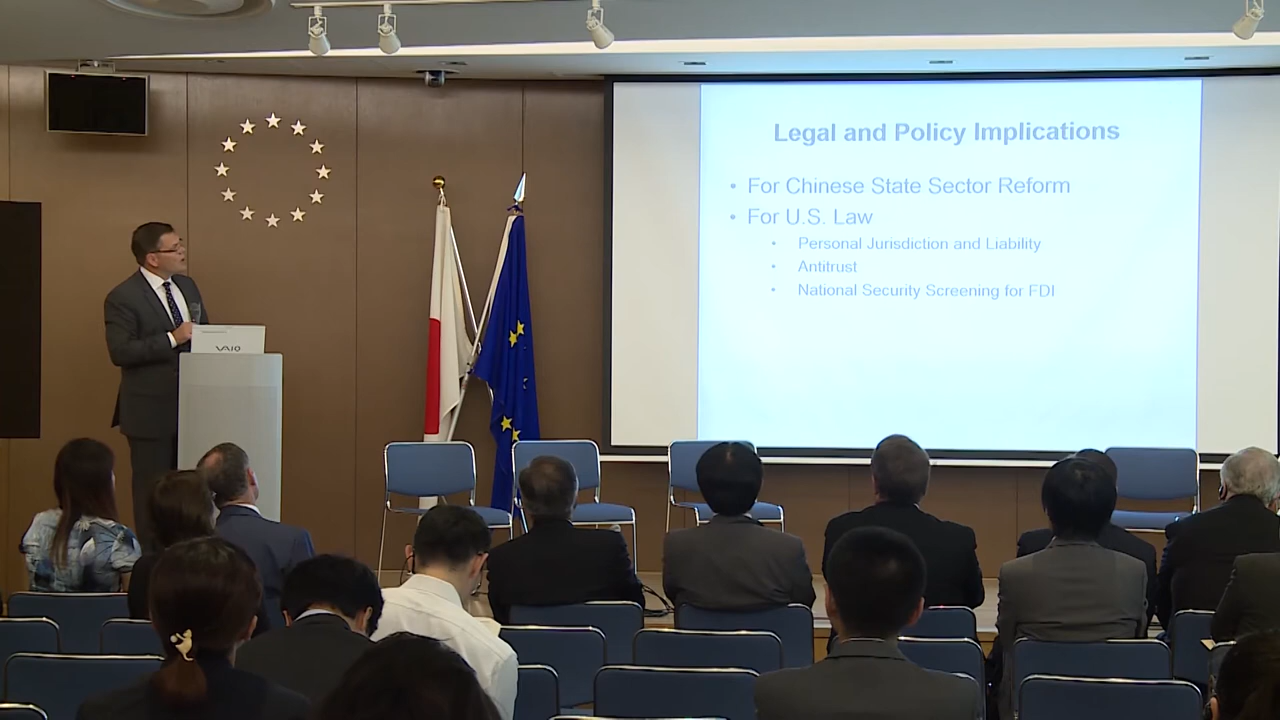 Legal and Policy Implications
• For Chinese State Sector Reform
• For U.S. Law
• Personal Jurisdiction and Liability
• Antitrust
• National Security Screening for FDI
VAIO